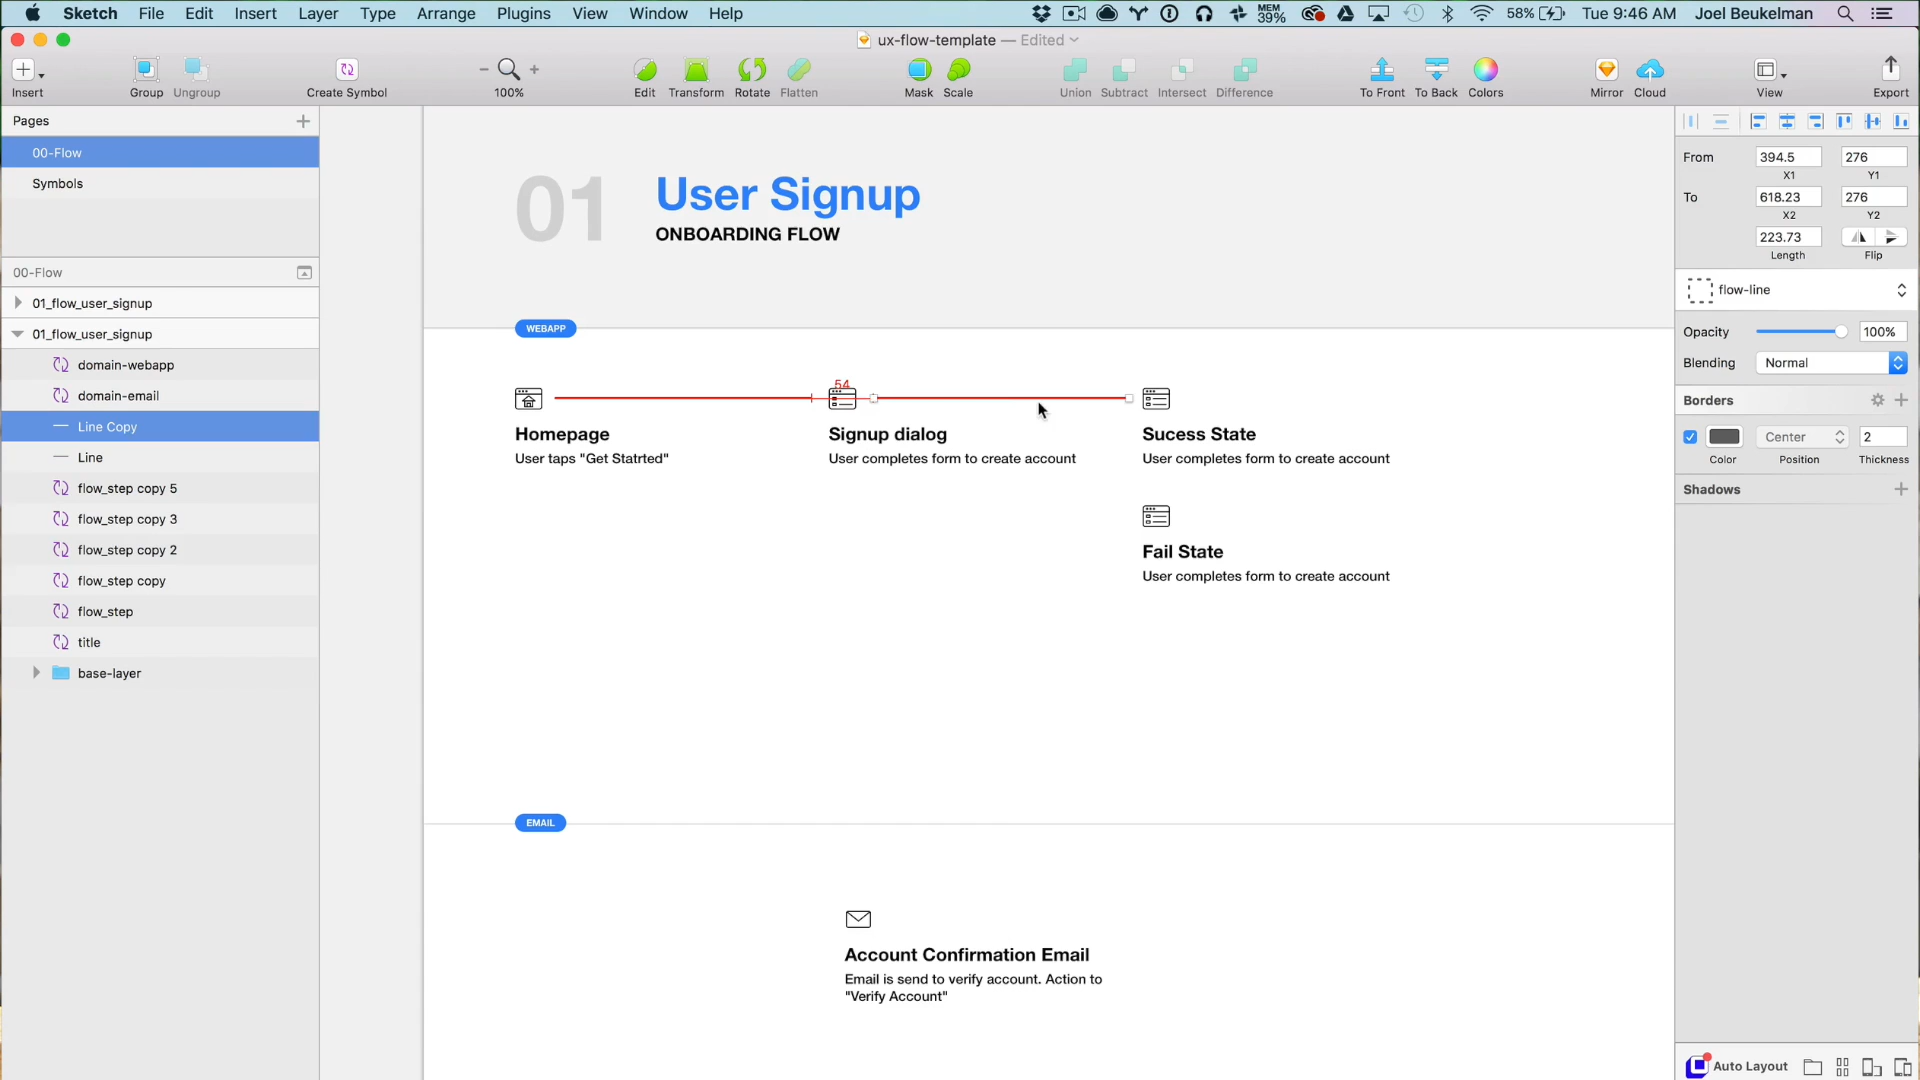 Sketch File Edit Insert Layer Type Arrange Plugins View Window Help MEM 39% 58% Tue 9:46 AM Joel Beukelman
ux-flow-template — Edited
Insert Group Ungroup Create Symbol 100% Edit Transform Rotate Flatten Mask Scale Union Subtract Intersect Difference To Front To Back Colors Mirror Cloud View Export
Pages
00-Flow
Symbols
00-Flow
01_flow_user_signup
01_flow_user_signup
domain-webapp
domain-email
Line Copy
Line
flow_step copy 5
flow_step copy 3
flow_step copy 2
flow_step copy
flow_step
title
base-layer
01
User Signup
ONBOARDING FLOW
WEBAPP
54
Homepage
User taps "Get Statrted"
Signup dialog
User completes form to create account
Sucess State
User completes form to create account
Fail State
User completes form to create account
EMAIL
Account Confirmation Email
Email is send to verify account. Action to
"Verify Account"
From 394.5 276
X1 Y1
To 618.23 276
X2 Y2
223.73
Length Flip
flow-line
Opacity 100%
Blending Normal
Borders
Center 2
Color Position Thickness
Shadows
Auto Layout